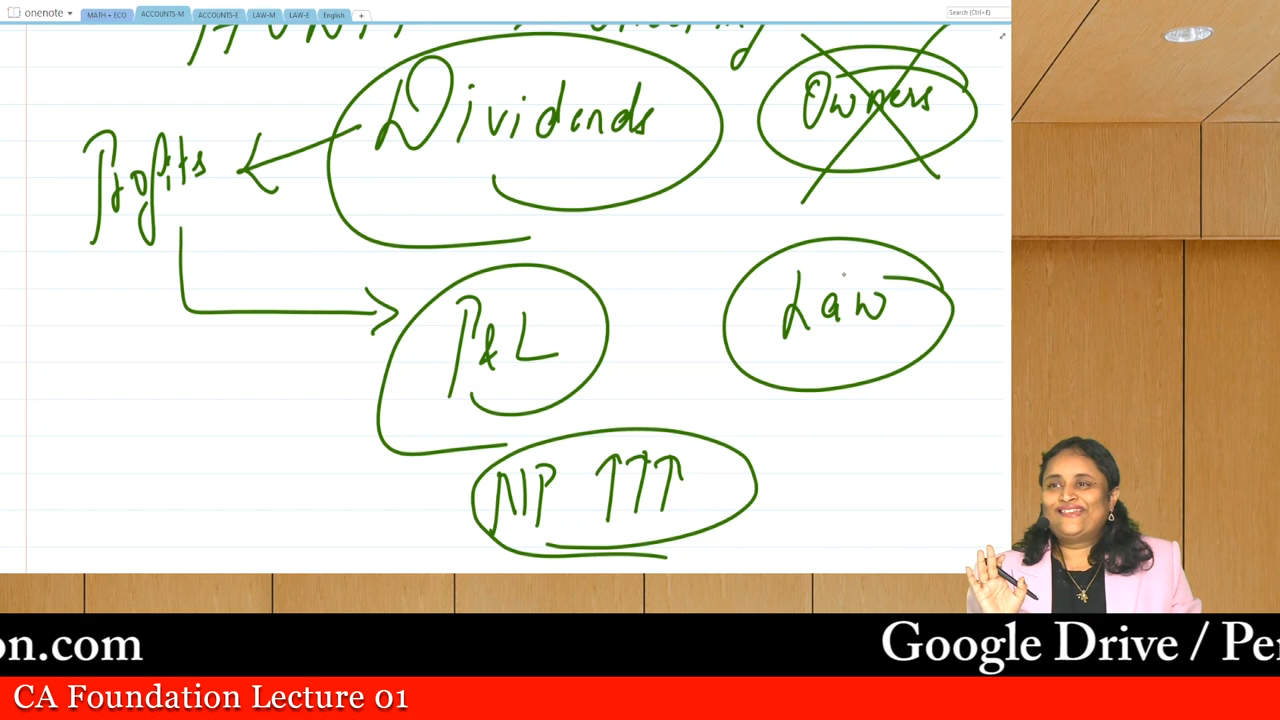 onenote
MATH + ECO
ACCOUNTS-M
ACCOUNTS-E
LAW-M
LAW-E
English
+
Search (Ctrl+E)
Dividends
Owners
Profits
Law
P&L
NP ↑↑↑
on.com
Google Drive / Pe
CA Foundation Lecture 01